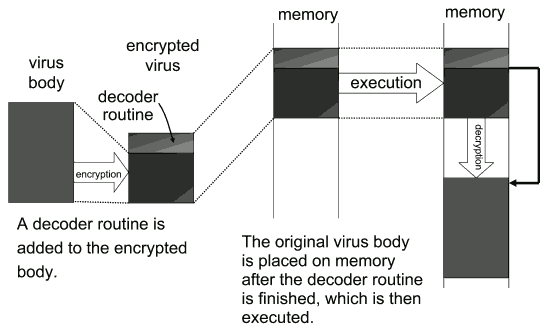 memory
memory
encrypted
virus
virus
body
decoder
routine
execution
encryption
decryption
A decoder routine is
added to the encrypted
body.
The original virus body
is placed on memory
after the decoder routine
is finished, which is then
executed.